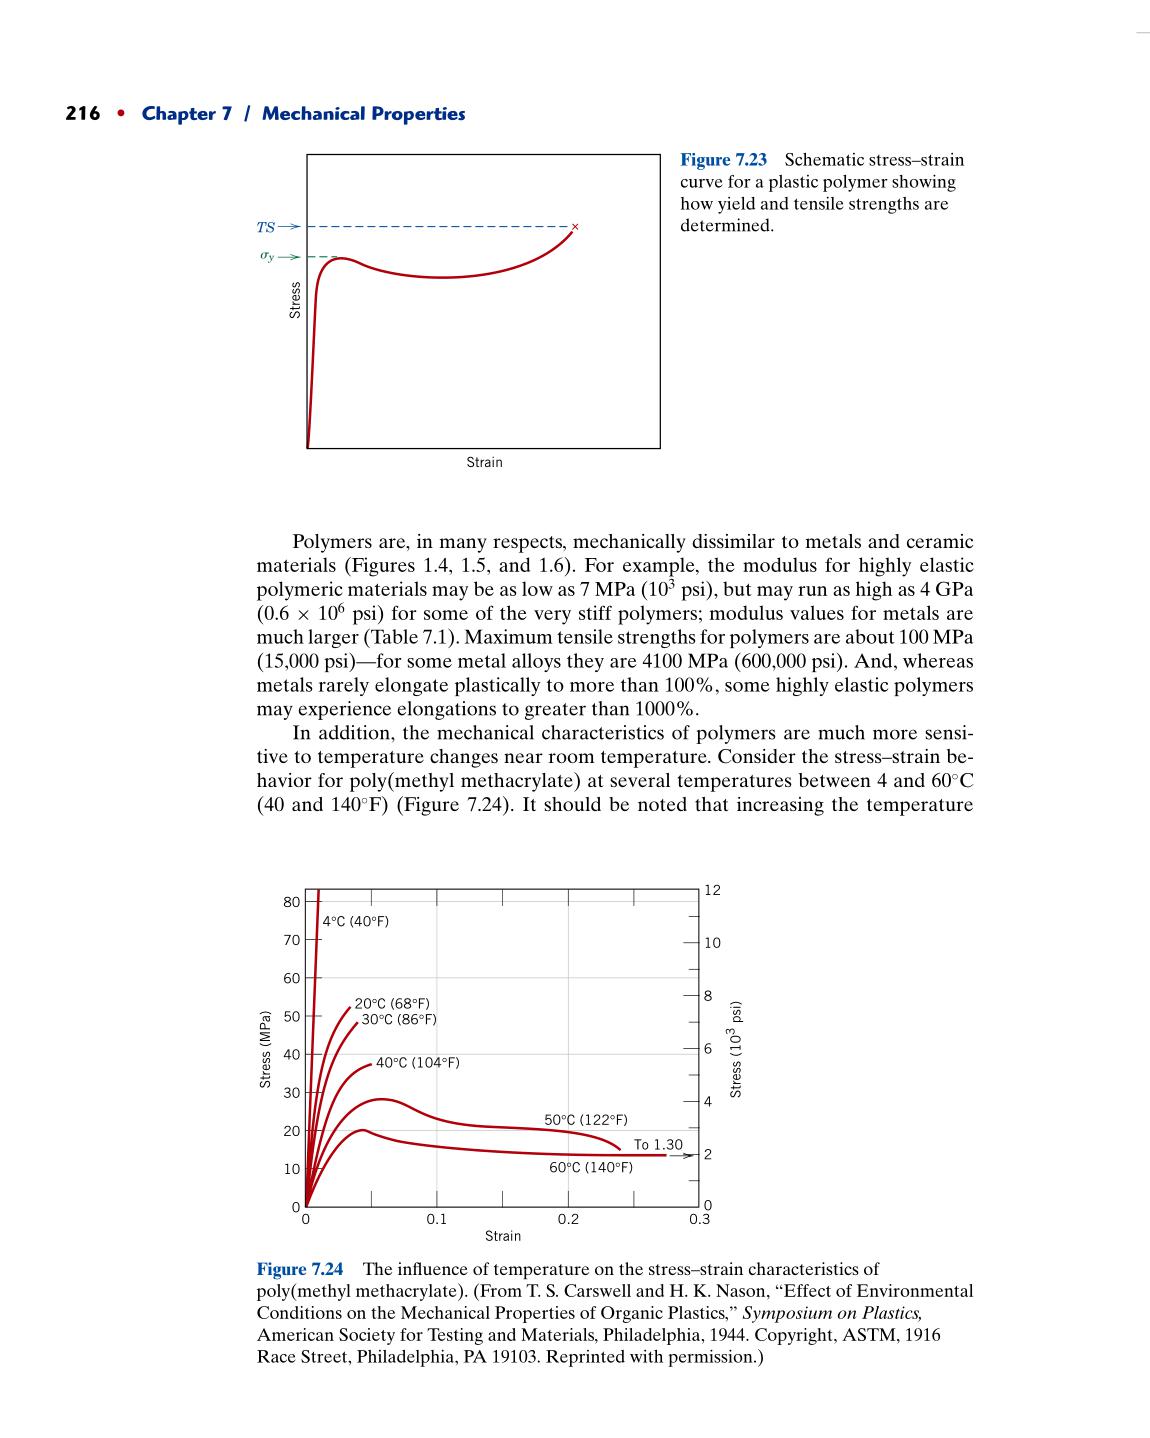 216 • Chapter 7 / Mechanical Properties
Figure 7.23 Schematic stress–strain
curve for a plastic polymer showing
how yield and tensile strengths are
determined.
TS
σy
Stress
Strain
Polymers are, in many respects, mechanically dissimilar to metals and ceramic
materials (Figures 1.4, 1.5, and 1.6). For example, the modulus for highly elastic
polymeric materials may be as low as 7 MPa (10³ psi), but may run as high as 4 GPa
(0.6 × 10⁶ psi) for some of the very stiff polymers; modulus values for metals are
much larger (Table 7.1). Maximum tensile strengths for polymers are about 100 MPa
(15,000 psi)—for some metal alloys they are 4100 MPa (600,000 psi). And, whereas
metals rarely elongate plastically to more than 100%, some highly elastic polymers
may experience elongations to greater than 1000%.
In addition, the mechanical characteristics of polymers are much more sensi-
tive to temperature changes near room temperature. Consider the stress–strain be-
havior for poly(methyl methacrylate) at several temperatures between 4 and 60°C
(40 and 140°F) (Figure 7.24). It should be noted that increasing the temperature
12
80
4°C (40°F)
70
10
60
8
20°C (68°F)
50
30°C (86°F)
6
40
40°C (104°F)
30
4
50°C (122°F)
20
To 1.30
2
60°C (140°F)
10
0
0
0
0.1
0.2
0.3
Stress (MPa)
Stress (10³ psi)
Strain
Figure 7.24 The influence of temperature on the stress–strain characteristics of
poly(methyl methacrylate). (From T. S. Carswell and H. K. Nason, “Effect of Environmental
Conditions on the Mechanical Properties of Organic Plastics,” Symposium on Plastics,
American Society for Testing and Materials, Philadelphia, 1944. Copyright, ASTM, 1916
Race Street, Philadelphia, PA 19103. Reprinted with permission.)